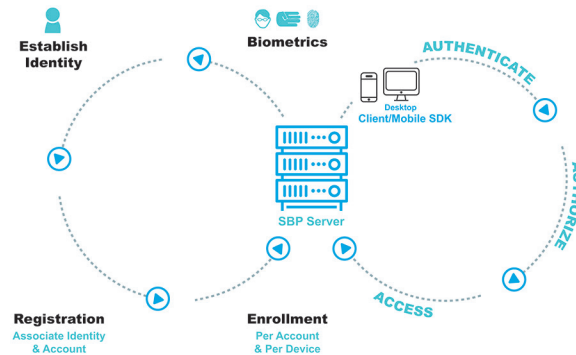 Establish
Identity
Biometrics
AUTHENTICATE
Desktop
Client/Mobile SDK
AUTHORIZE
SBP Server
ACCESS
Registration
Associate Identity
& Account
Enrollment
Per Account
& Per Device